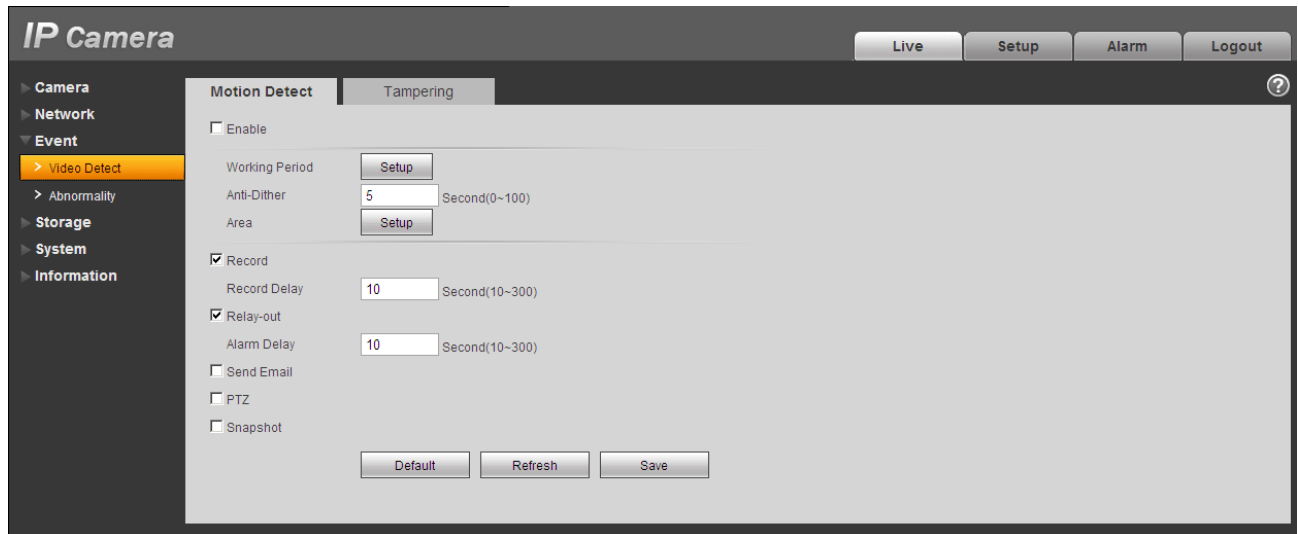 IP Camera
Live
Setup
Alarm
Logout
?
Camera
Network
Event
> Video Detect
> Abnormality
Storage
System
Information
Motion Detect
Tampering
Enable
Working Period Setup
Anti-Dither 5 Second(0~100)
Area Setup
Record
Record Delay 10 Second(10~300)
Relay-out
Alarm Delay 10 Second(10~300)
Send Email
PTZ
Snapshot
Default Refresh Save